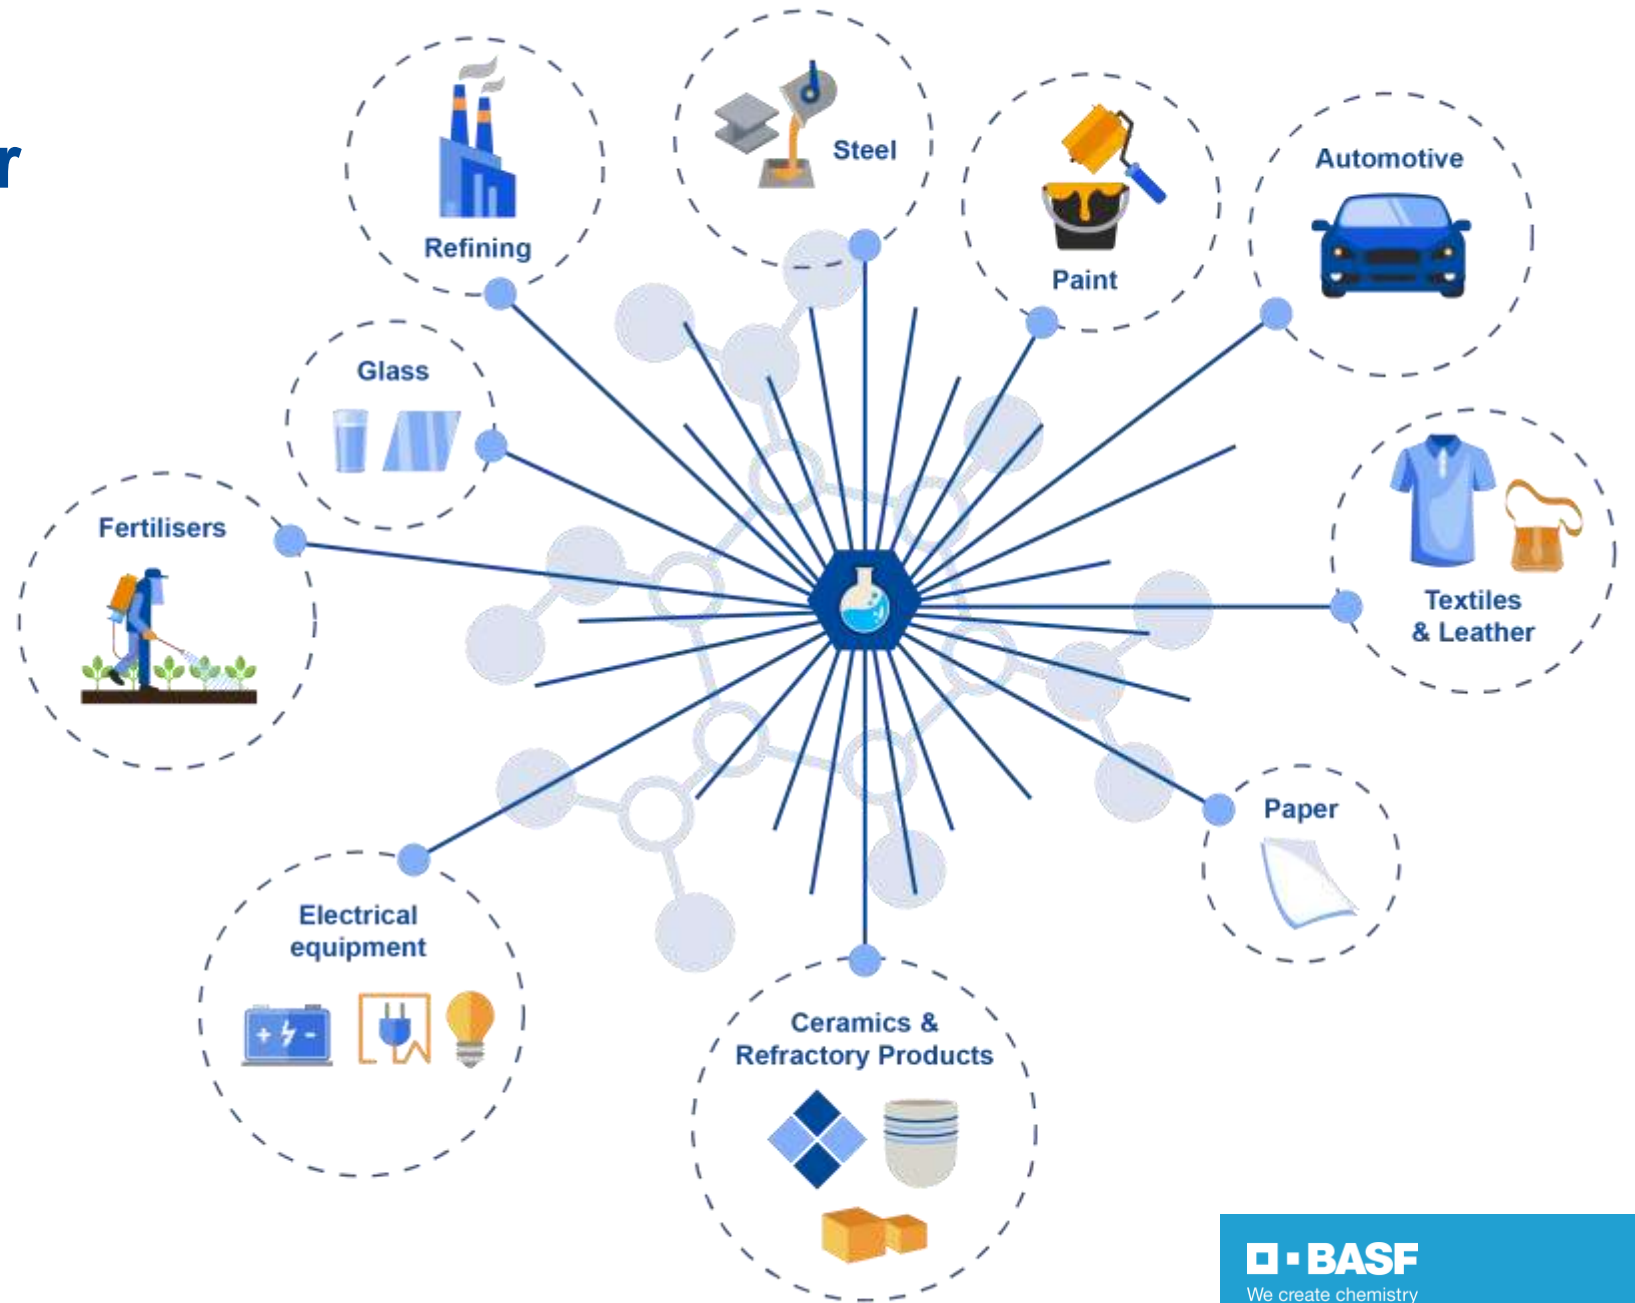 r
Steel
Automotive
Refining
Paint
Glass
Fertilisers
Textiles
& Leather
Paper
Electrical
equipment
+ -
Ceramics &
Refractory Products
BASF
We create chemistry